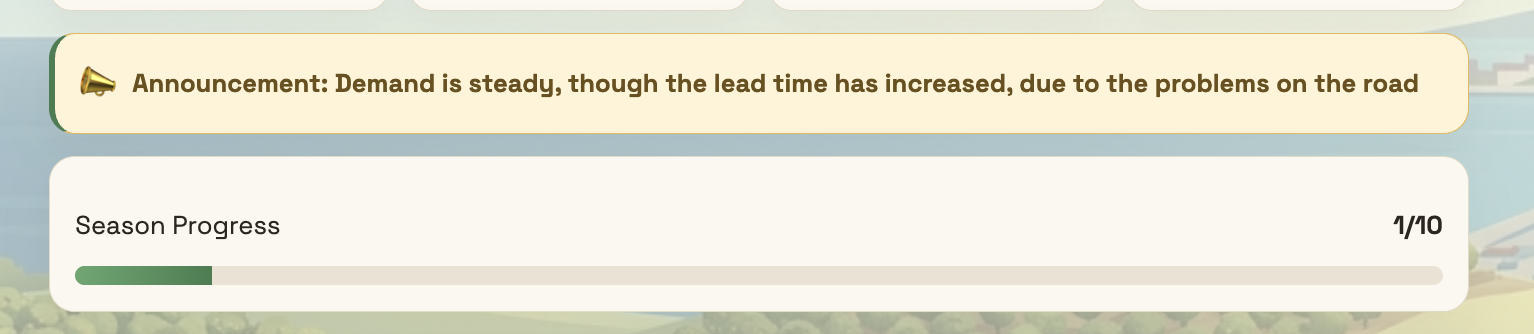 Announcement: Demand is steady, though the lead time has increased, due to the problems on the road
Season Progress
1/10